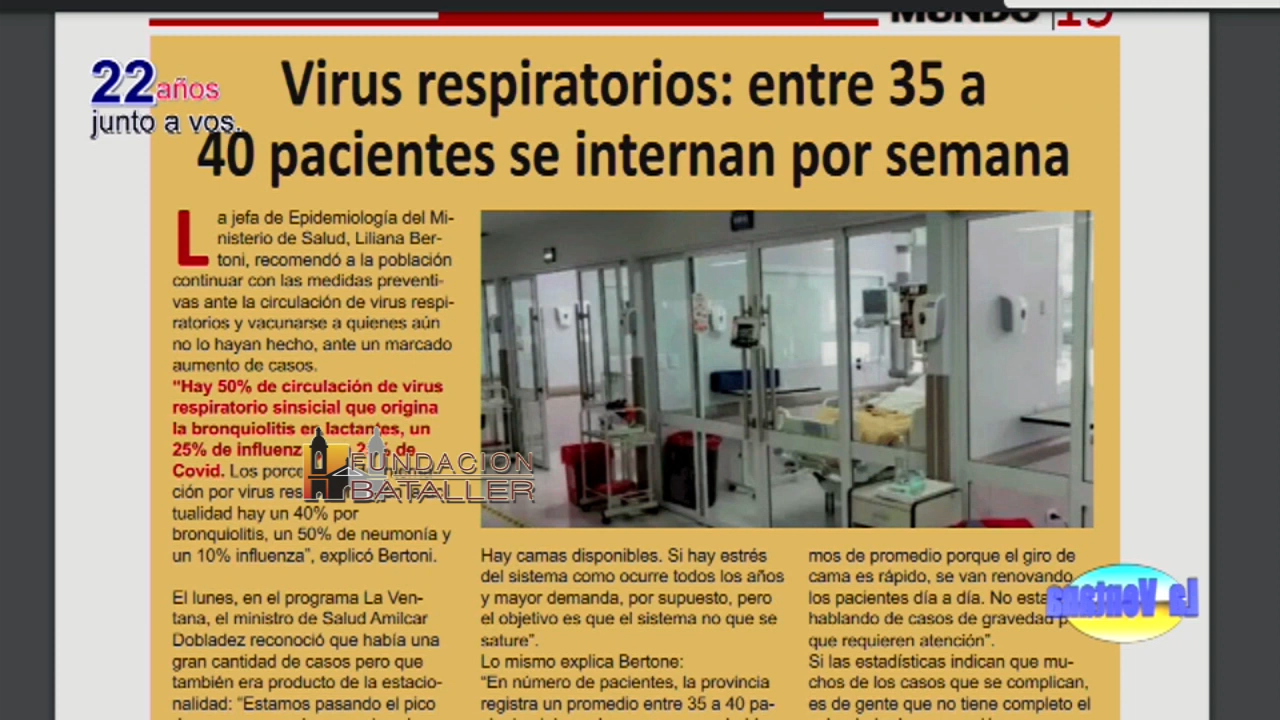 MUNDO | 15
22 años
junto a vos.
Virus respiratorios: entre 35 a
40 pacientes se internan por semana
La jefa de Epidemiología del Mi-
nisterio de Salud, Liliana Ber-
toni, recomendó a la población
continuar con las medidas preventi-
vas ante la circulación de virus respi-
ratorios y vacunarse a quienes aún
no lo hayan hecho, ante un marcado
aumento de casos.
“Hay 50% de circulación de virus
respiratorio sinsicial que origina
la bronquiolitis en lactantes, un
25% de
Covid. Los
ción por virus
tualidad hay un 40% por
bronquiolitis, un 50% de neumonía y
un 10% influenza”, explicó Bertoni.
El lunes, en el programa La Ven-
tana, el ministro de Salud Amilcar
Dobladez reconoció que había una
gran cantidad de casos pero que
también era producto de la estacio-
nalidad: “Estamos pasando el pico
FUNDACION
BATALLER
Hay camas disponibles. Si hay estrés
del sistema como ocurre todos los años
y mayor demanda, por supuesto, pero
el objetivo es que el sistema no que se
sature”.
Lo mismo explica Bertone:
“En número de pacientes, la provincia
registra un promedio entre 35 a 40 pa-
mos de promedio porque el giro de
cama es rápido, se van renovando
los pacientes día a día. No
hablando de casos de gravedad
que requieren atención”.
Si las estadísticas indican que mu-
chos de los casos que se complican,
es de gente que no tiene completo el
La Ventana